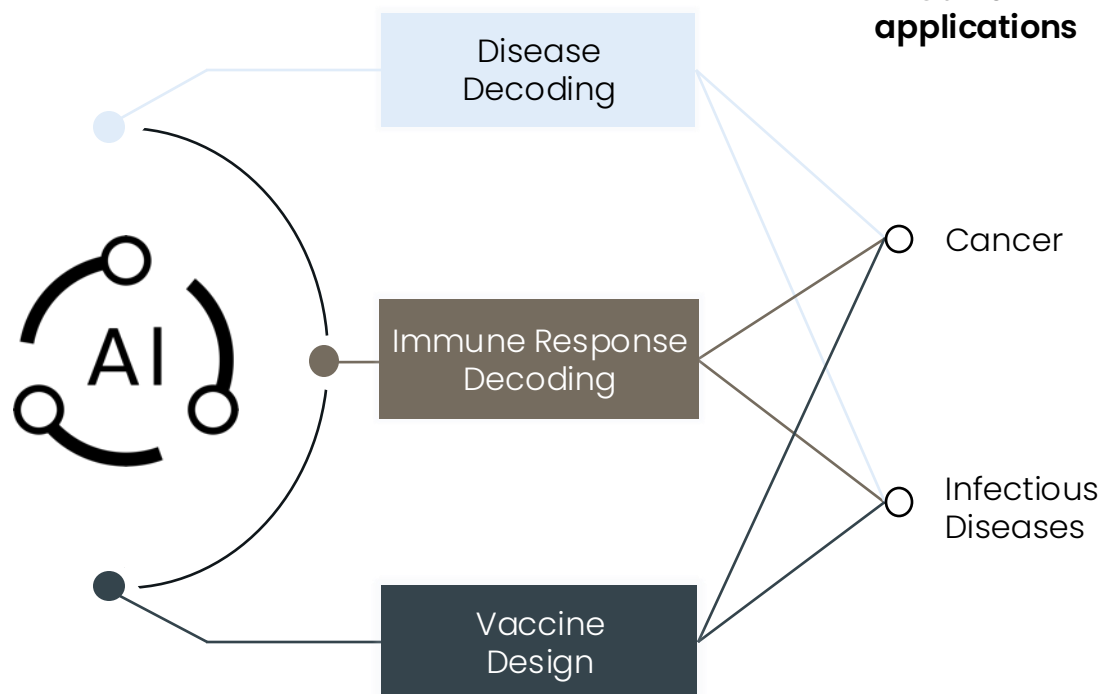 applications
Disease
Decoding
AI
Immune Response
Decoding
Vaccine
Design
Cancer
Infectious
Diseases